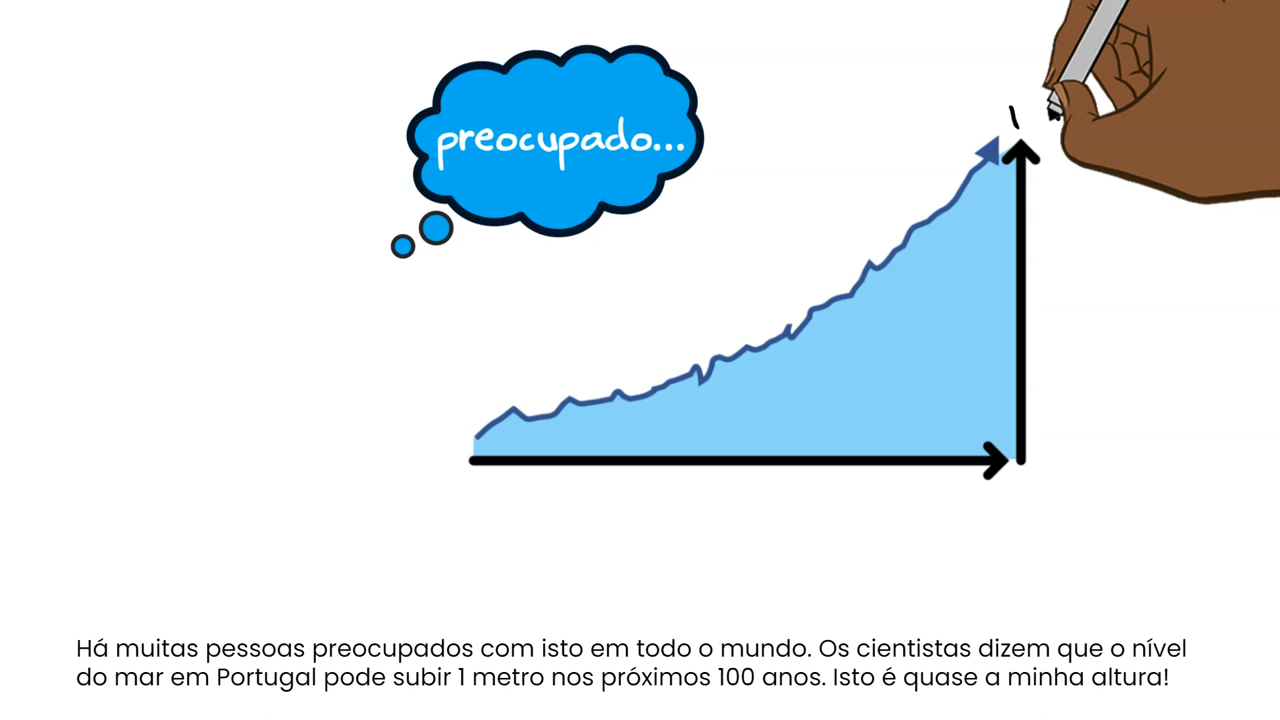 preocupado...
Há muitas pessoas preocupados com isto em todo o mundo. Os cientistas dizem que o nível
do mar em Portugal pode subir 1 metro nos próximos 100 anos. Isto é quase a minha altura!